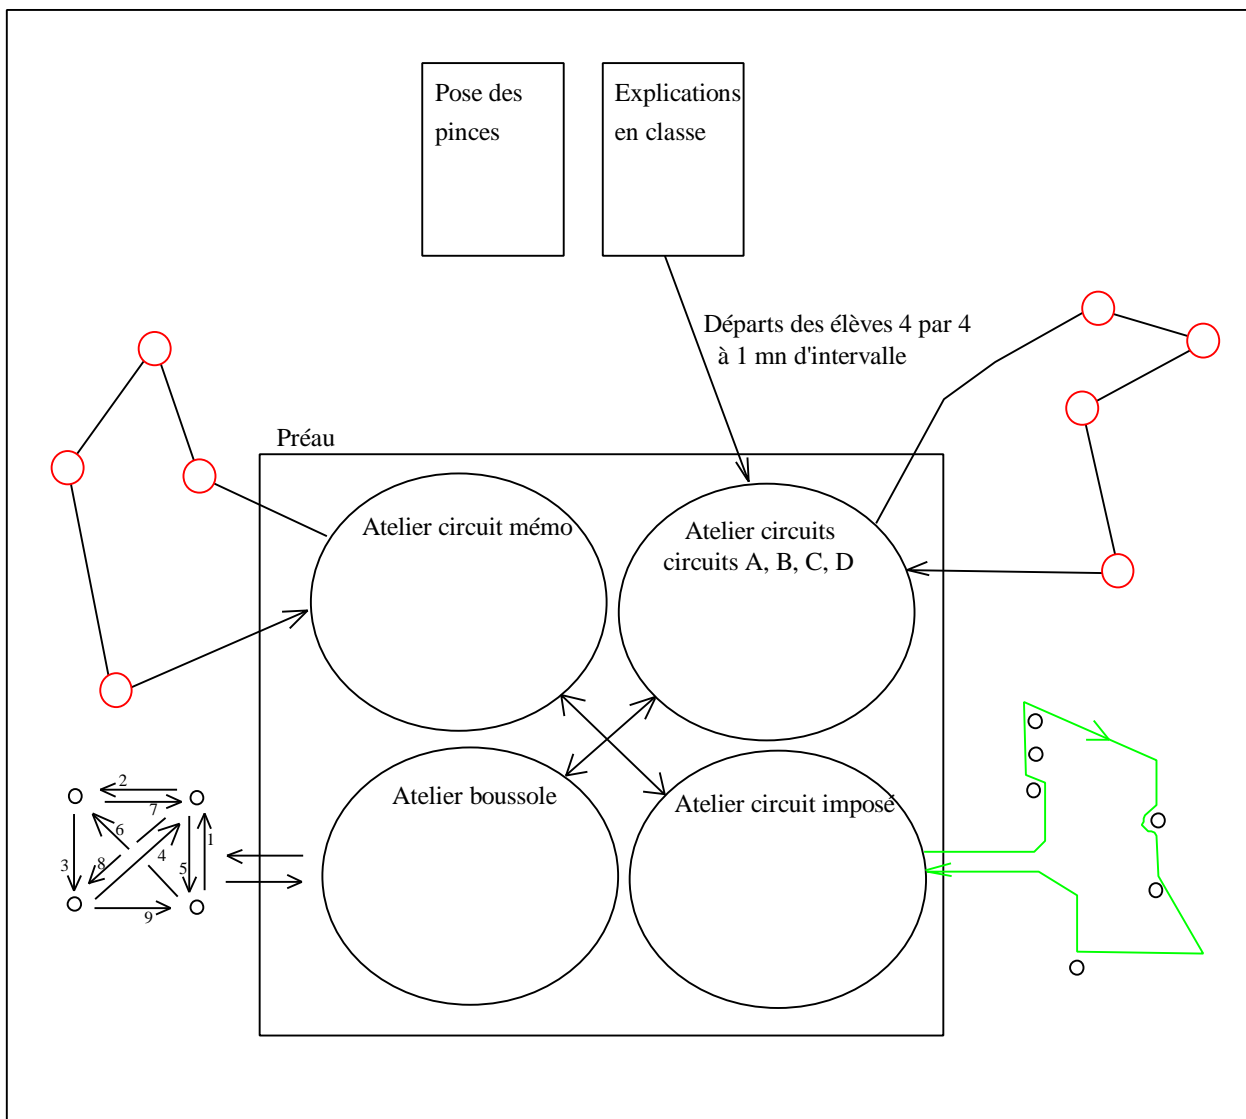 Pose des
pinces
Explications
en classe
Départs des élèves 4 par 4
à 1 mn d'intervalle
Préau
Atelier circuit mémo
Atelier circuits
circuits A, B, C, D
Atelier boussole
Atelier circuit imposé
2
7
6
1
3
8
4
5
9